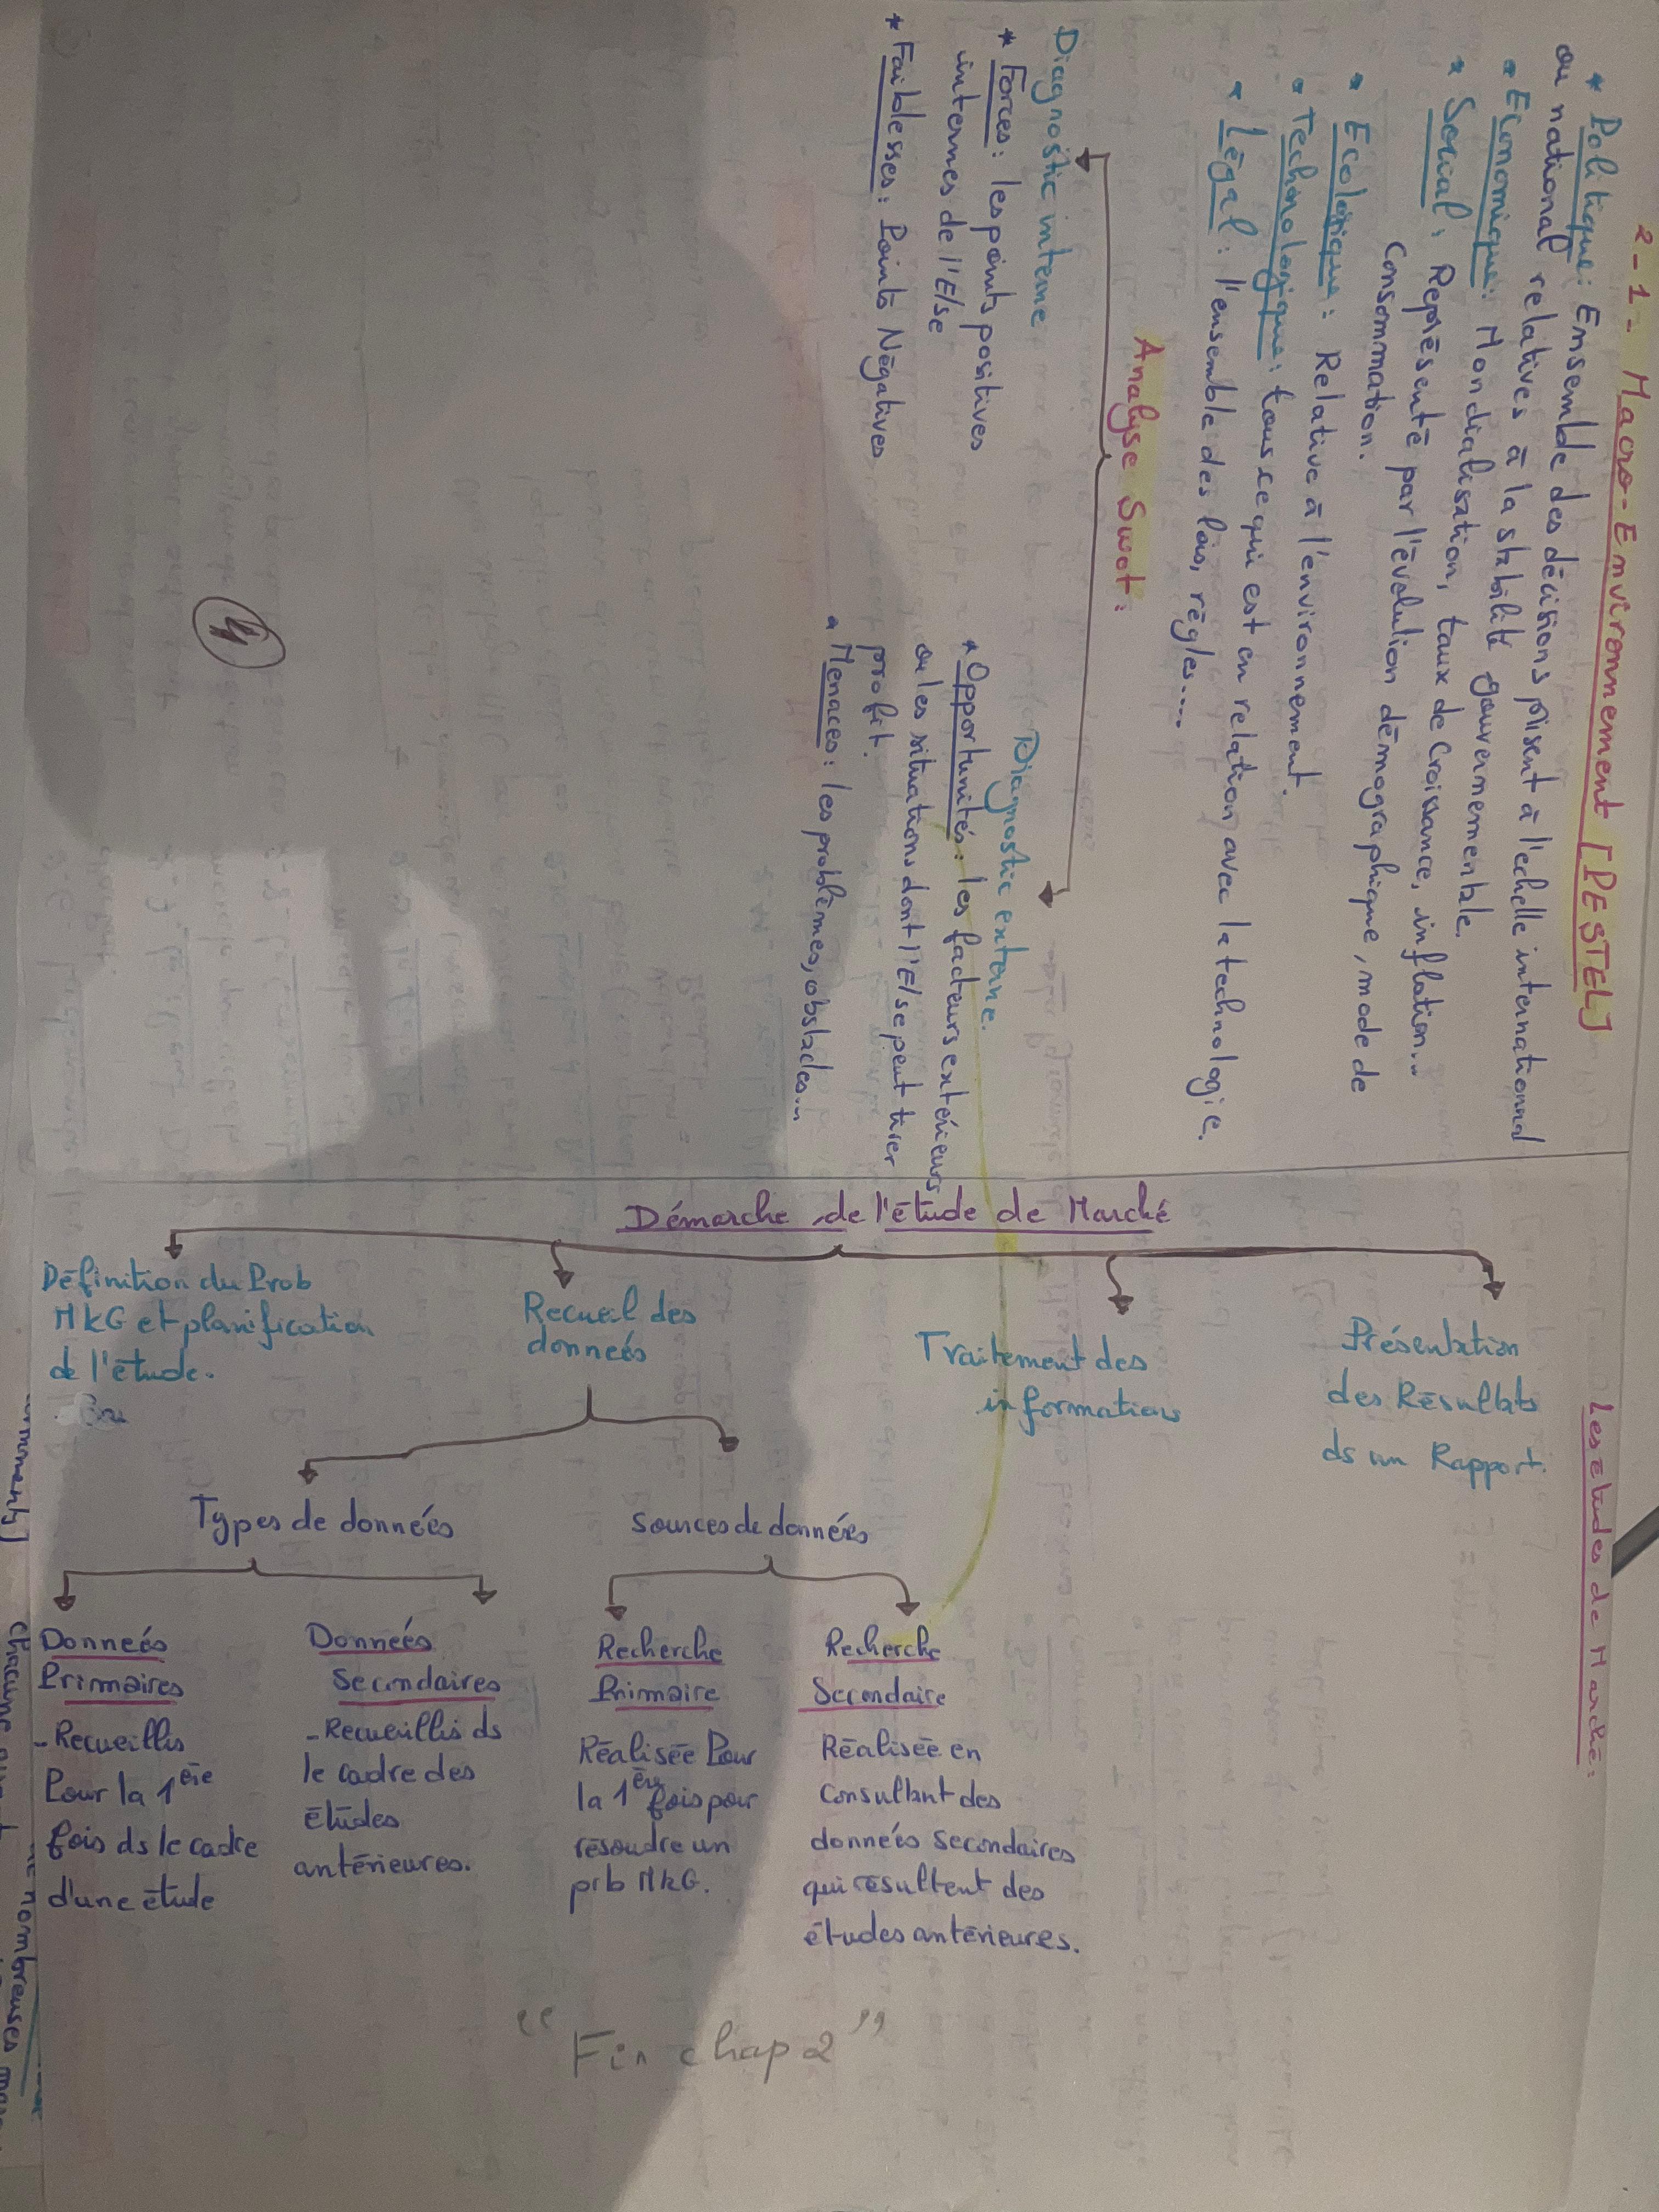 2-1- Macro-Environnement [PESTEL]
* Politique: Ensemble des décisions prisent à l'echelle internationnal
ou national relatives à la stabilité gouvernementale.
* Economique: Mondialisation, taux de Croissance, inflation...
* Social: Représenté par l'évolution démographique, mode de
Consommation.
* Ecologique: Relative à l'environnement.
* Technologique: tous ce qui est en relation avec la technologie.
* Légal: l'ensemble des lois, règles....
Analyse Swot:
Diagnostic interne
* Forces: les points positives
internes de l'E/se
* Faiblesses: Points Négatives
Diagnostic externe.
* Opportunités: les facteurs extérieurs
ou les situations dont l'E/se peut tirer
profit.
* Menaces: les problèmes, obstacles...
4
Les etudes de Marché:
Démarche de l'étude de Marché
Définition du Prob
MkG et planification
de l'étude.
Recueil des
données
Traitement des
informations
Présentation
des Résultats
ds un Rapport.
Types de données
Sources de données
Données
Primaires
- Recueillis
Pour la 1ère
fois ds le cadre
d'une étude
Données
Secondaires
- Recueillis ds
le cadre des
études
antérieures.
Recherche
Primaire
Réalisée Pour
la 1ère fois pour
résoudre un
prb MkG.
Recherche
Secondaire
Réalisée en
Consultant des
données secondaires
qui résultent des
études antérieures.
"Fin chap 2"
chacune
nombreuses